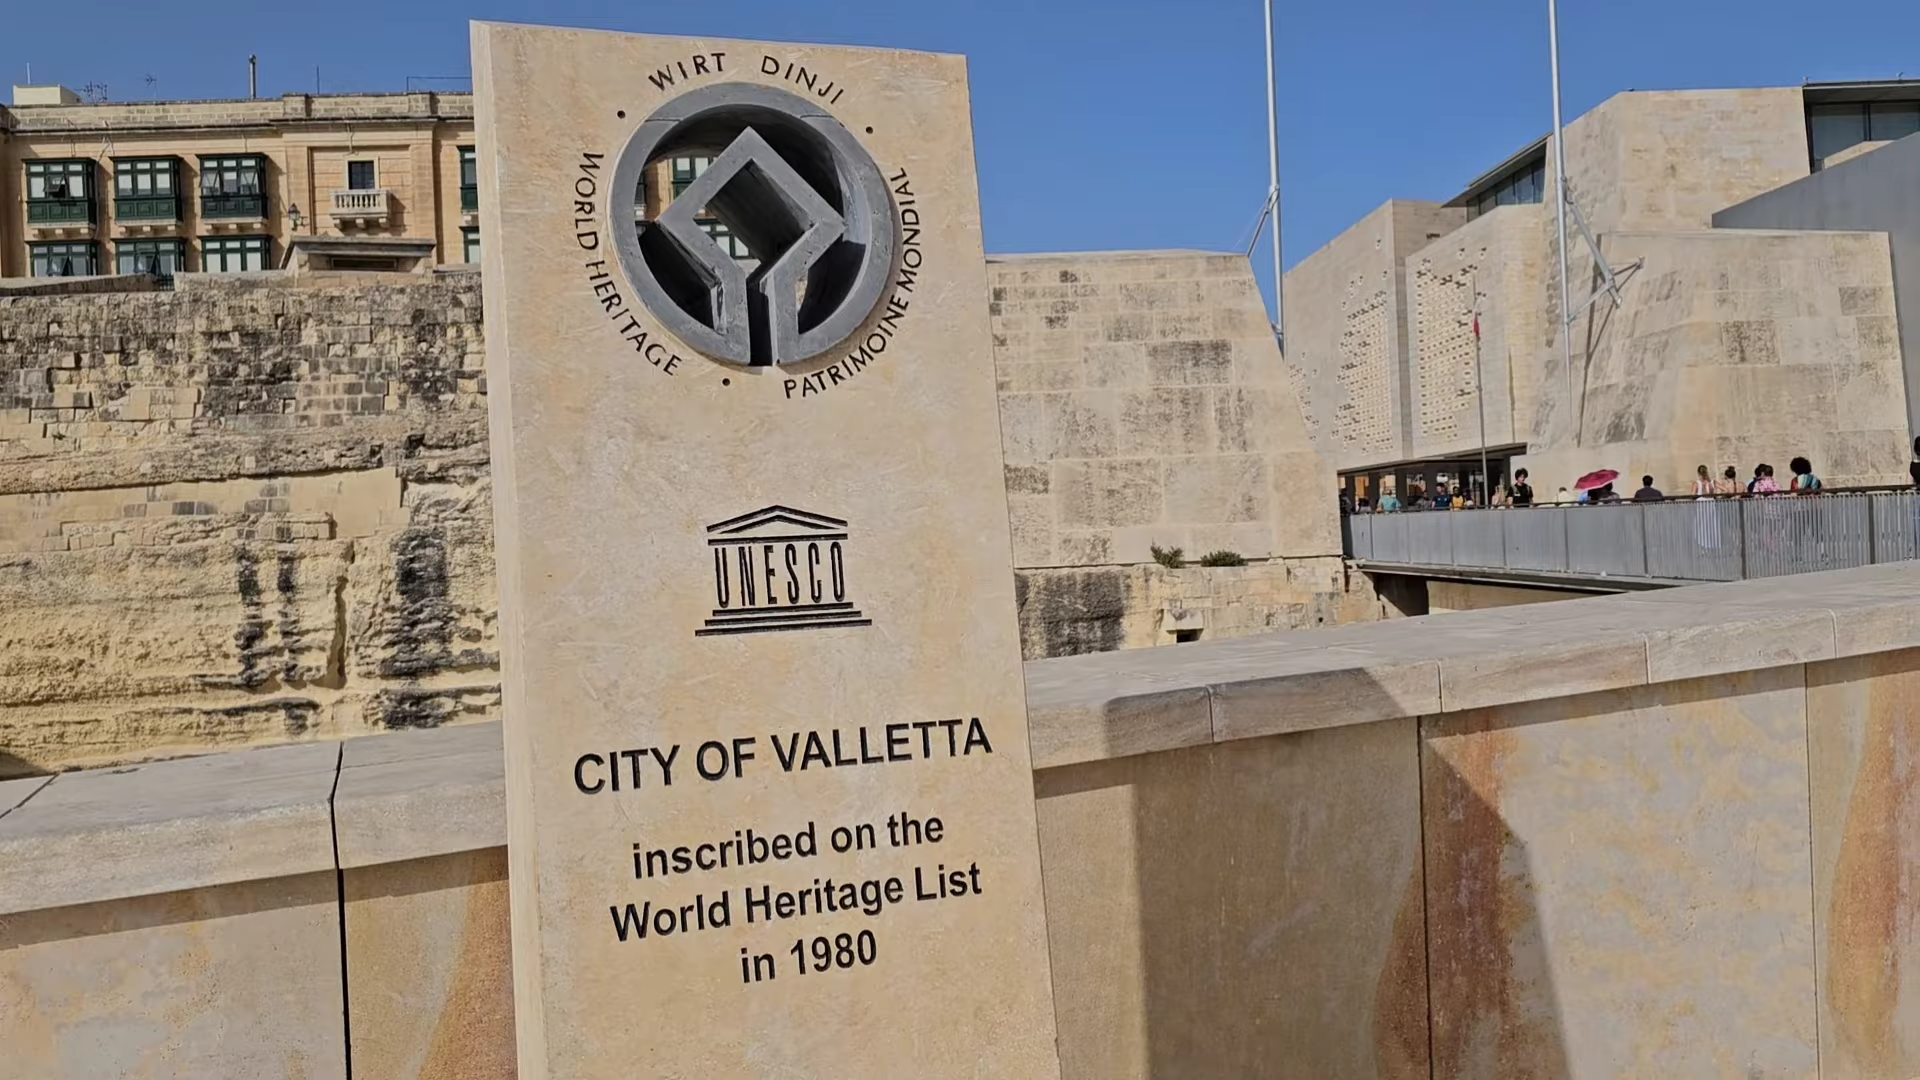 WIRT DINJI
WORLD HERITAGE
PATRIMOINE MONDIAL
UNESCO
CITY OF VALLETTA
inscribed on the
World Heritage List
in 1980